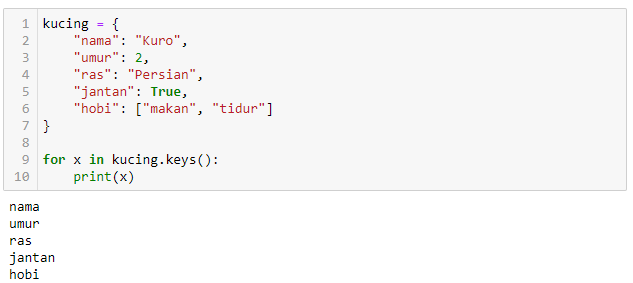 1 kucing = {
2     "nama": "Kuro",
3     "umur": 2,
4     "ras": "Persian",
5     "jantan": True,
6     "hobi": ["makan", "tidur"]
7 }
8
9 for x in kucing.keys():
10     print(x)
nama
umur
ras
jantan
hobi